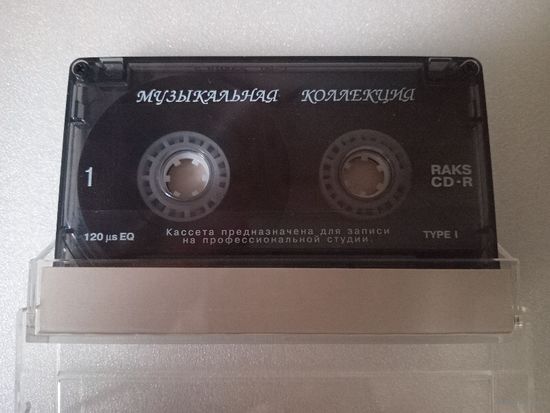 МУЗЫКАЛЬНАЯ КОЛЛЕКЦИЯ
1
RAKS
CD-R
120 µs EQ
Кассета предназначена для записи
на профессиональной студии.
TYPE I